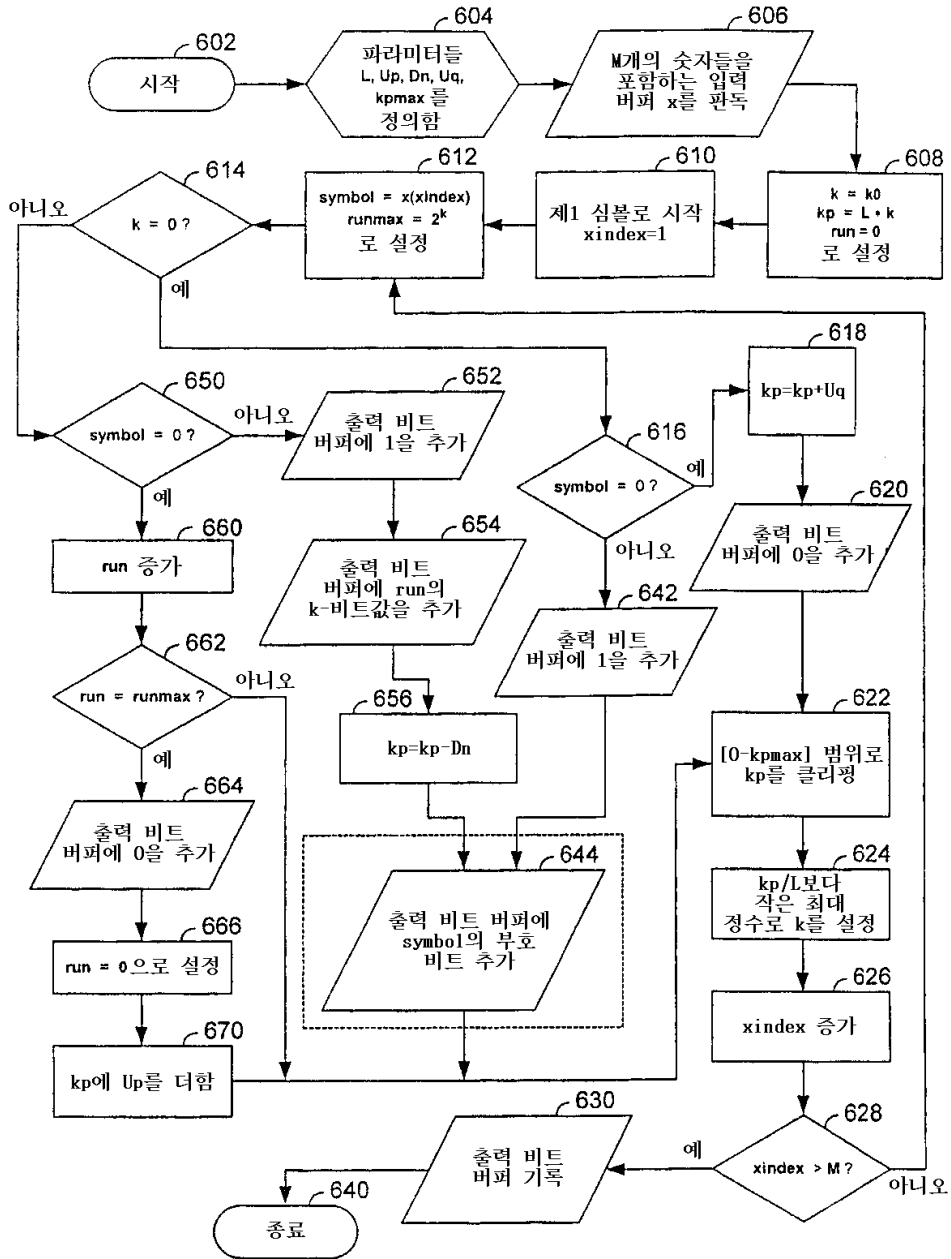 602
시작
604
파라미터들
L, Up, Dn, Uq,
kpmax 를
정의함
606
M개의 숫자들을
포함하는 입력
버퍼 x를 판독
608
k = k0
kp = L • k
run = 0
로 설정
610
제1 심볼로 시작
xindex=1
612
symbol = x(xindex)
runmax = 2^k
로 설정
614
k = 0 ?
아니오
예
650
symbol = 0 ?
아니오
예
652
출력 비트
버퍼에 1을 추가
654
출력 비트
버퍼에 run의
k-비트값을 추가
656
kp=kp-Dn
616
symbol = 0 ?
예
아니오
618
kp=kp+Uq
620
출력 비트
버퍼에 0을 추가
642
출력 비트
버퍼에 1을 추가
644
출력 비트 버퍼에
symbol의 부호
비트 추가
660
run 증가
662
run = runmax ?
아니오
예
664
출력 비트
버퍼에 0을 추가
666
run = 0으로 설정
670
kp에 Up를 더함
622
[0-kpmax] 범위로
kp를 클리핑
624
kp/L보다
작은 최대
정수로 k를 설정
626
xindex 증가
628
xindex > M ?
예
아니오
630
출력 비트
버퍼 기록
640
종료